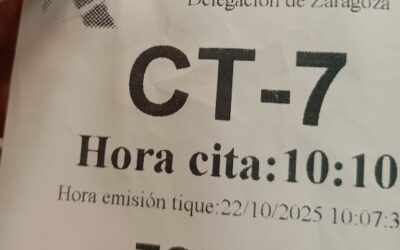 Delegación de Zaragoza
CT-7
Hora cita:10:10
Hora emisión tique:22/10/2025 10:07:3